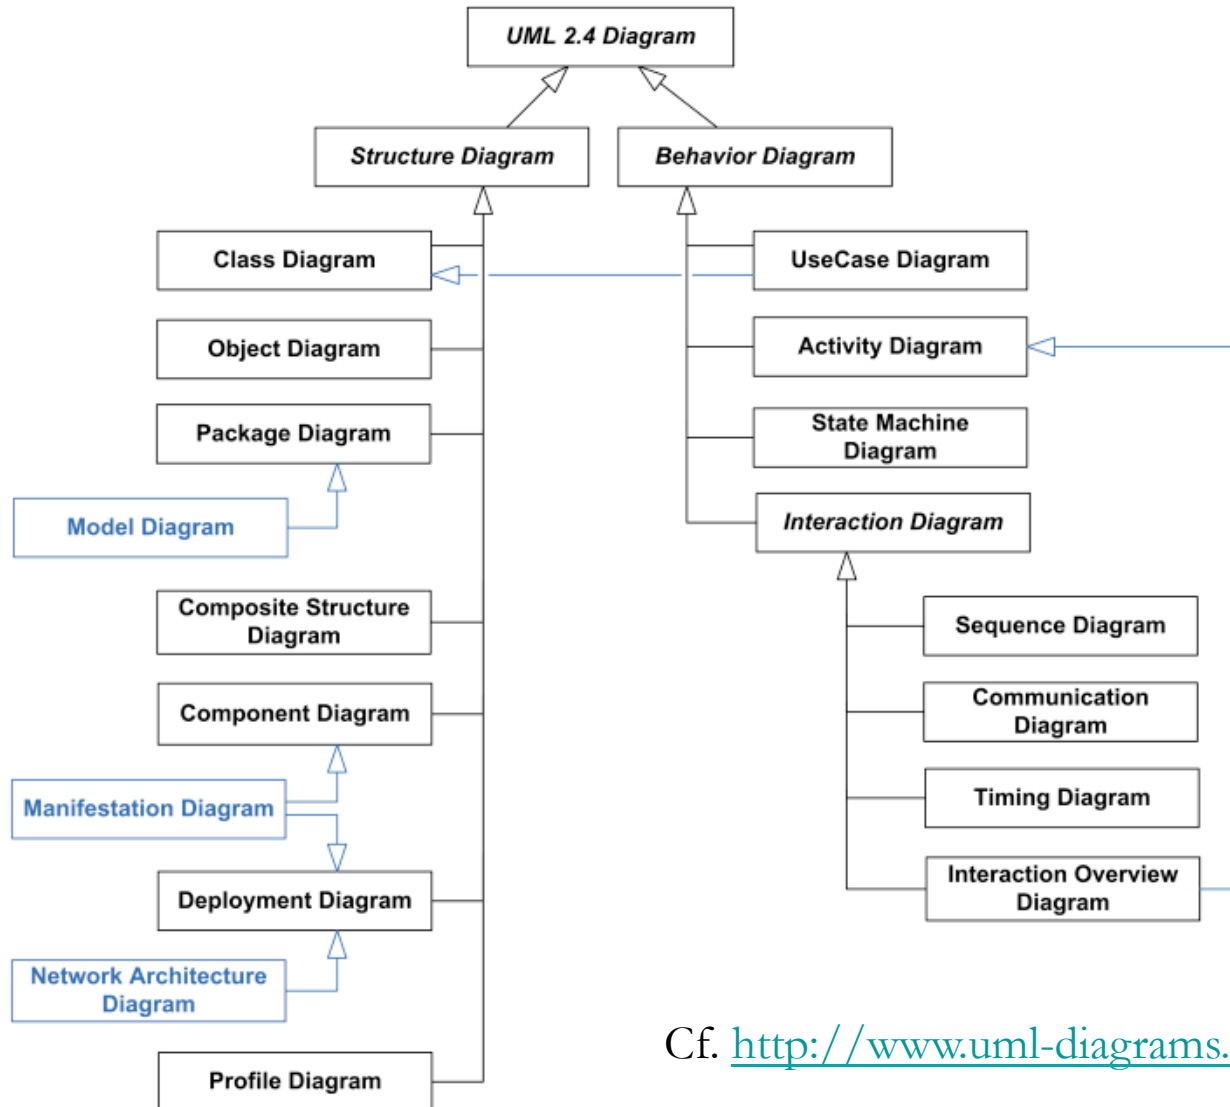 UML 2.4 Diagram
Structure Diagram
Behavior Diagram
Class Diagram
UseCase Diagram
Object Diagram
Activity Diagram
Package Diagram
State Machine
Diagram
Model Diagram
Interaction Diagram
Composite Structure
Diagram
Sequence Diagram
Component Diagram
Communication
Diagram
Manifestation Diagram
Timing Diagram
Deployment Diagram
Interaction Overview
Diagram
Network Architecture
Diagram
Cf. http://www.uml-diagrams.
Profile Diagram